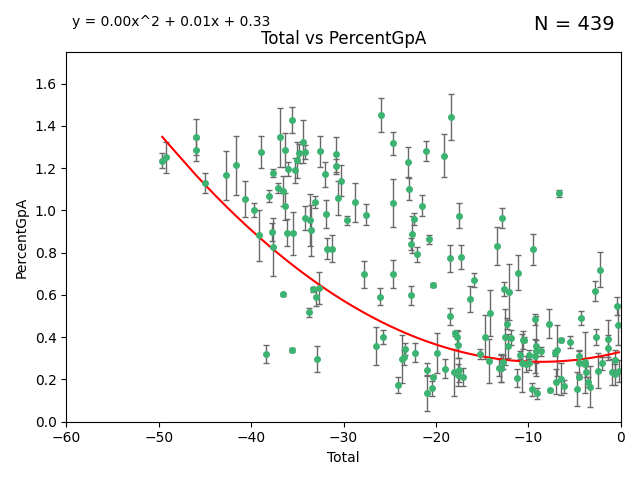 y = 0.00x^2 + 0.01x + 0.33
N = 439
Total vs PercentGpA
PercentGpA
1.6
1.4
1.2
1.0
0.8
0.6
0.4
0.2
0.0
−60 −50 −40 −30 −20 −10 0
Total